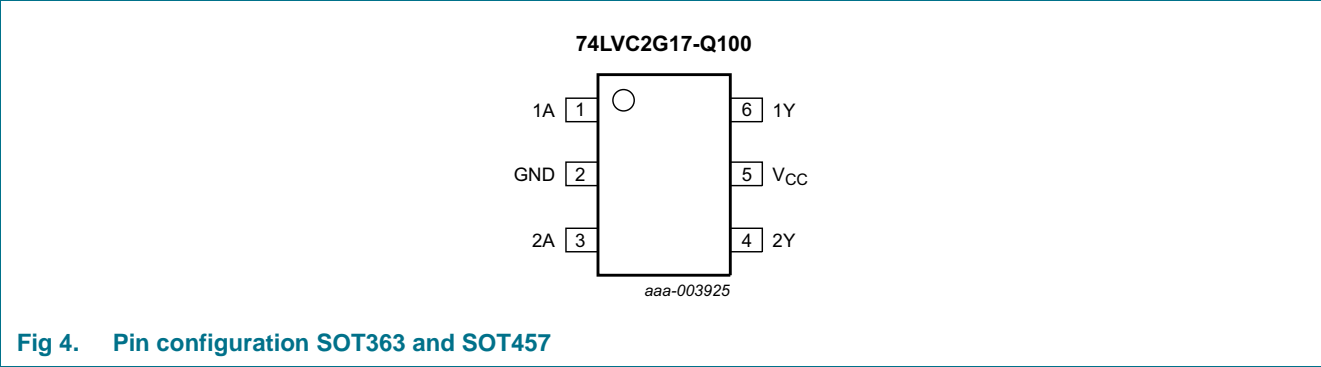 74LVC2G17-Q100
1A 1 6 1Y
GND 2 5 VCC
2A 3 4 2Y
aaa-003925
Fig 4. Pin configuration SOT363 and SOT457